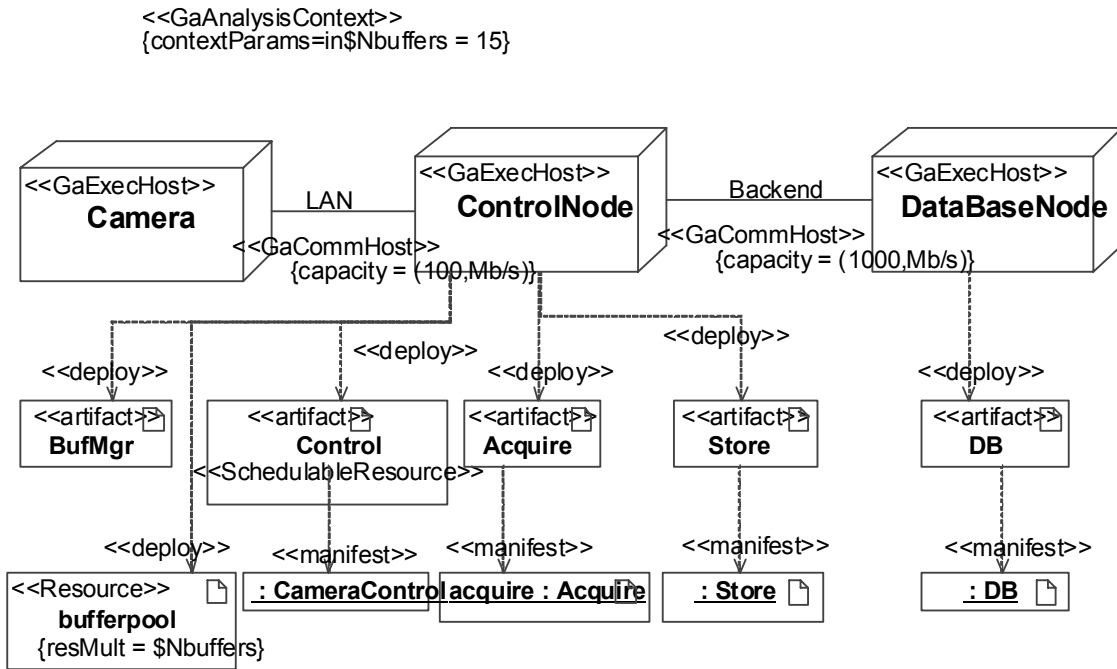 <<GaAnalysisContext>>
{contextParams=in$Nbuffers = 15}
<<GaExecHost>>
Camera
LAN
<<GaCommHost>>
{capacity = (100,Mb/s)}
<<GaExecHost>>
ControlNode
Backend
<<GaCommHost>>
{capacity = (1000,Mb/s)}
<<GaExecHost>>
DataBaseNode
<<deploy>>
<<deploy>>
<<deploy>>
<<deploy>>
<<deploy>>
<<artifact>>
BufMgr
<<artifact>>
Control
<<SchedulableResource>>
<<artifact>>
Acquire
<<artifact>>
Store
<<artifact>>
DB
<<deploy>>
<<manifest>>
<<manifest>>
<<manifest>>
<<manifest>>
<<Resource>>
bufferpool
{resMult = $Nbuffers}
: CameraControl
acquire : Acquire
: Store
: DB